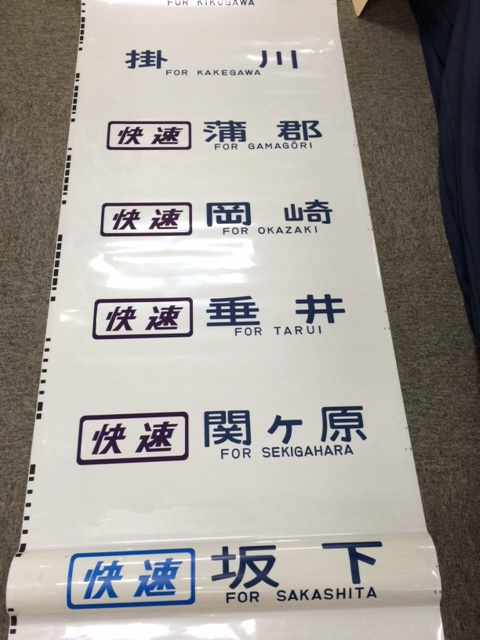 FOR KIKUGAWA
掛川
FOR KAKEGAWA
快速 蒲郡
FOR GAMAGŌRI
快速 岡崎
FOR OKAZAKI
快速 垂井
FOR TARUI
快速 関ヶ原
FOR SEKIGAHARA
快速 坂下
FOR SAKASHITA